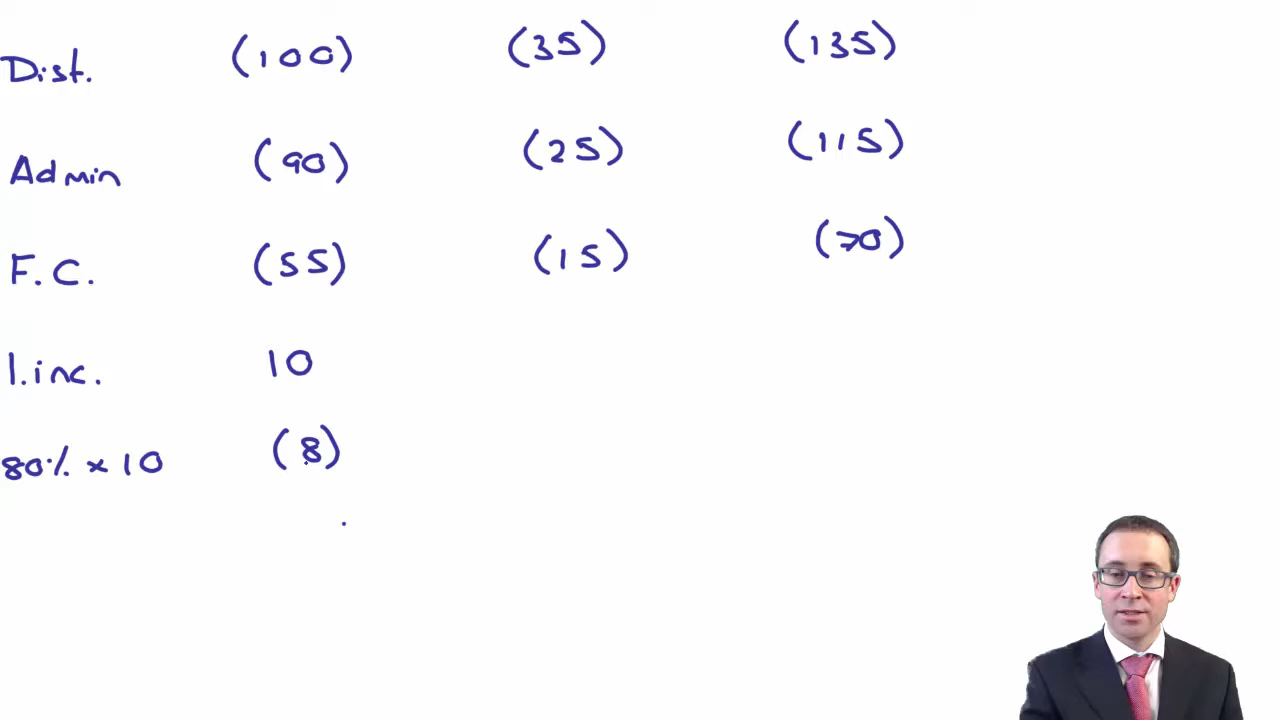 Dist. (100) (35) (135)
Admin (90) (25) (115)
F.C. (55) (15) (70)
I.inc. 10
80% × 10 (8)